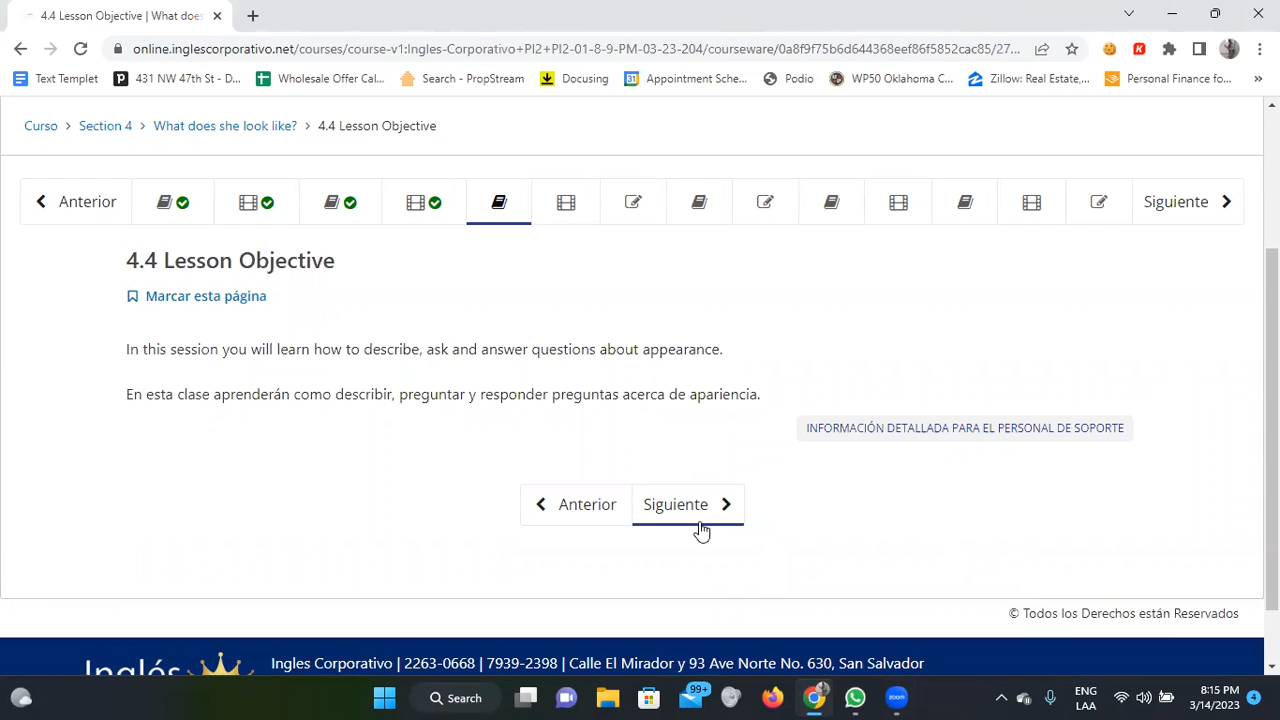 4.4 Lesson Objective | What does
online.inglescorporativo.net/courses/course-v1:Ingles-Corporativo+PI2+PI2-01-8-9-PM-03-23-204/courseware/0a8f9f75b6d644368eef86f5852cac85/27...
Text Templet 431 NW 47th St - D... Wholesale Offer Cal... Search - PropStream Docusing Appointment Sche... Podio WP50 Oklahoma C... Zillow: Real Estate,... Personal Finance fo... »
Curso > Section 4 > What does she look like? > 4.4 Lesson Objective
Anterior Siguiente
4.4 Lesson Objective
Marcar esta página
In this session you will learn how to describe, ask and answer questions about appearance.
En esta clase aprenderán como describir, preguntar y responder preguntas acerca de apariencia.
INFORMACIÓN DETALLADA PARA EL PERSONAL DE SOPORTE
Anterior Siguiente
© Todos los Derechos están Reservados
Inglés
Ingles Corporativo | 2263-0668 | 7939-2398 | Calle El Mirador y 93 Ave Norte No. 630, San Salvador
Search 99+ zoom ENG LAA 8:15 PM 3/14/2023 4